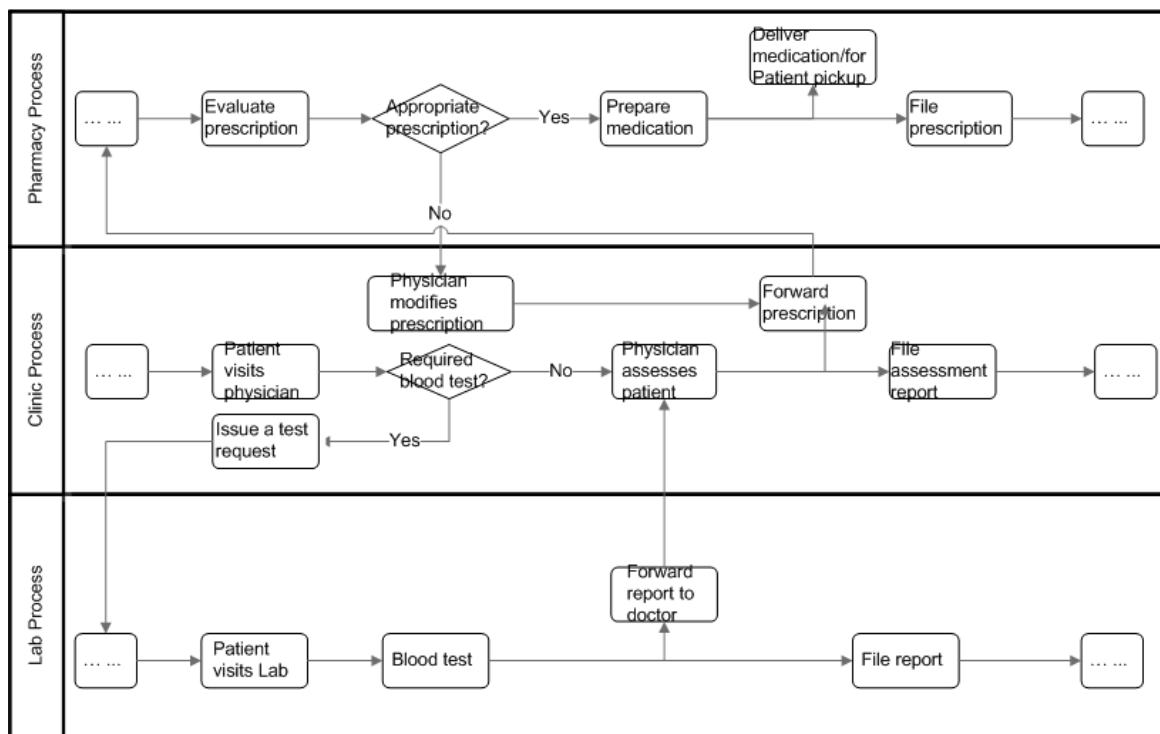 Pharmacy Process
... ...
Evaluate
prescription
Appropriate
prescription?
Yes
Prepare
medication
Deliver
medication/for
Patient pickup
File
prescription
... ...
No
Clinic Process
Physician
modifies
prescription
Forward
prescription
... ...
Patient
visits
physician
Required
blood test?
No
Physician
assesses
patient
File
assessment
report
... ...
Issue a test
request
Yes
Lab Process
Forward
report to
doctor
... ...
Patient
visits Lab
Blood test
File report
... ...